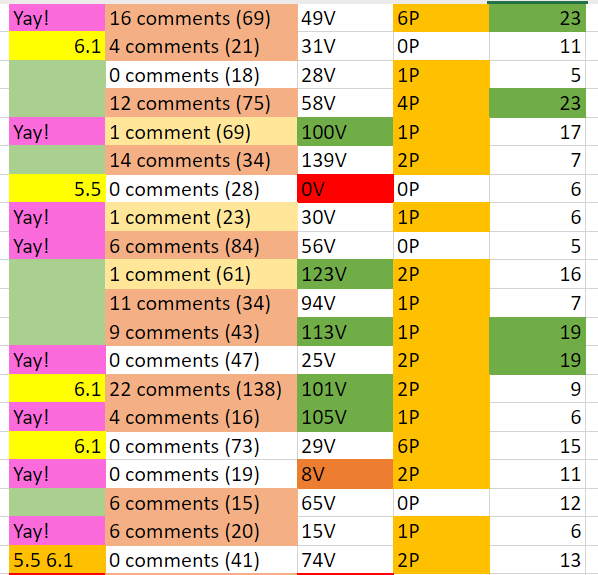 Yay! 16 comments (69) 49V 6P 23
6.1 4 comments (21) 31V 0P 11
0 comments (18) 28V 1P 5
12 comments (75) 58V 4P 23
Yay! 1 comment (69) 100V 1P 17
14 comments (34) 139V 2P 7
5.5 0 comments (28) 0V 0P 6
Yay! 1 comment (23) 30V 1P 6
Yay! 6 comments (84) 56V 0P 5
1 comment (61) 123V 2P 16
11 comments (34) 94V 1P 7
9 comments (43) 113V 1P 19
Yay! 0 comments (47) 25V 2P 19
6.1 22 comments (138) 101V 2P 9
Yay! 4 comments (16) 105V 1P 6
6.1 0 comments (73) 29V 6P 15
Yay! 0 comments (19) 8V 2P 11
6 comments (15) 65V 0P 12
Yay! 6 comments (20) 15V 1P 6
5.5 6.1 0 comments (41) 74V 2P 13